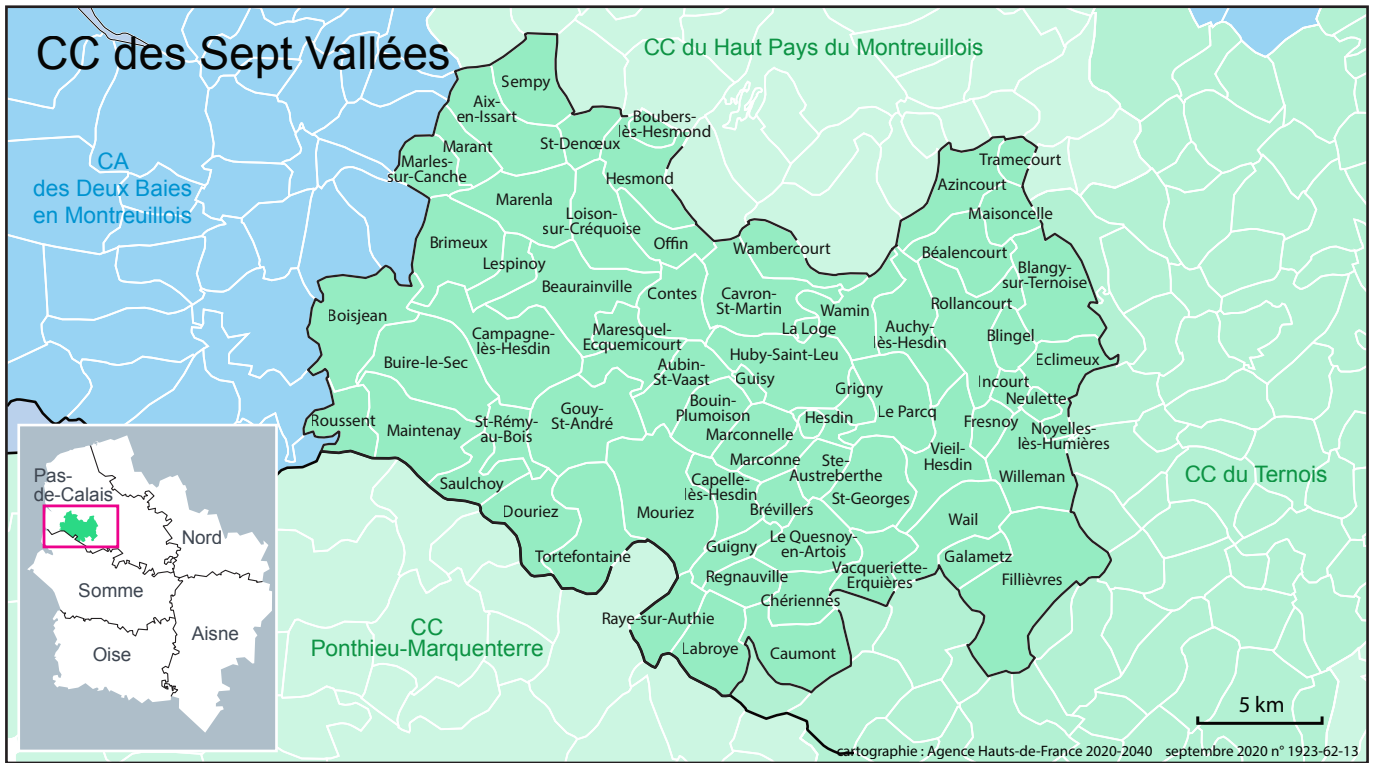 CC des Sept Vallées
CC du Haut Pays du Montreuillois
CA
des Deux Baies
en Montreuillois
Sempy
Aix-
en-Issart
Boubers-
lès-Hesmond
St-Denœux
Marant
Marles-
sur-Canche
Hesmond
Tramecourt
Azincourt
Marenla
Loison-
sur-Créquoise
Maisoncelle
Brimeux
Offin
Wambercourt
Béalencourt
Lespinoy
Blangy-
sur-Ternoise
Beaurainville
Contes
Cavron-
St-Martin
Wamin
Rollancourt
Boisjean
La Loge
Auchy-
lès-Hesdin
Blingel
Campagne-
lès-Hesdin
Maresquel-
Ecquemicourt
Huby-Saint-Leu
Eclimeux
Buire-le-Sec
Aubin-
St-Vaast
Guisy
Grigny
Incourt
Neulette
Bouin-
Plumoison
Hesdin
Le Parcq
Fresnoy
Noyelles-
lès-Humières
Roussent
Maintenay
St-Rémy-
au-Bois
Gouy-
St-André
Marconnelle
Vieil-
Hesdin
Marconne
Ste-
Austreberthe
Willeman
CC du Ternois
Saulchoy
Capelle-
lès-Hesdin
St-Georges
Douriez
Mouriez
Brévillers
Wail
Guigny
Le Quesnoy-
en-Artois
Tortefontaine
Galametz
Regnauville
Vacqueriette-
Erquières
Fillièvres
Chériennes
Raye-sur-Authie
Labroye
Caumont
CC
Ponthieu-Marquenterre
Pas-
de-Calais
Nord
Somme
Aisne
Oise
5 km
cartographie : Agence Hauts-de-France 2020-2040 septembre 2020 n° 1923-62-13